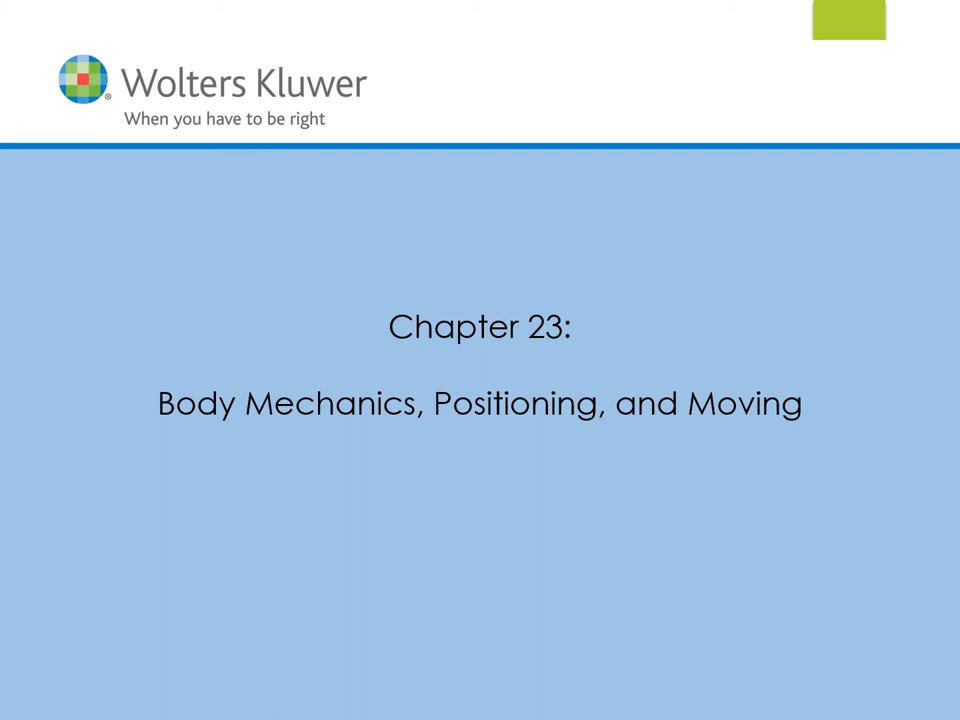 Wolters Kluwer
®
When you have to be right
Chapter 23:
Body Mechanics, Positioning, and Moving